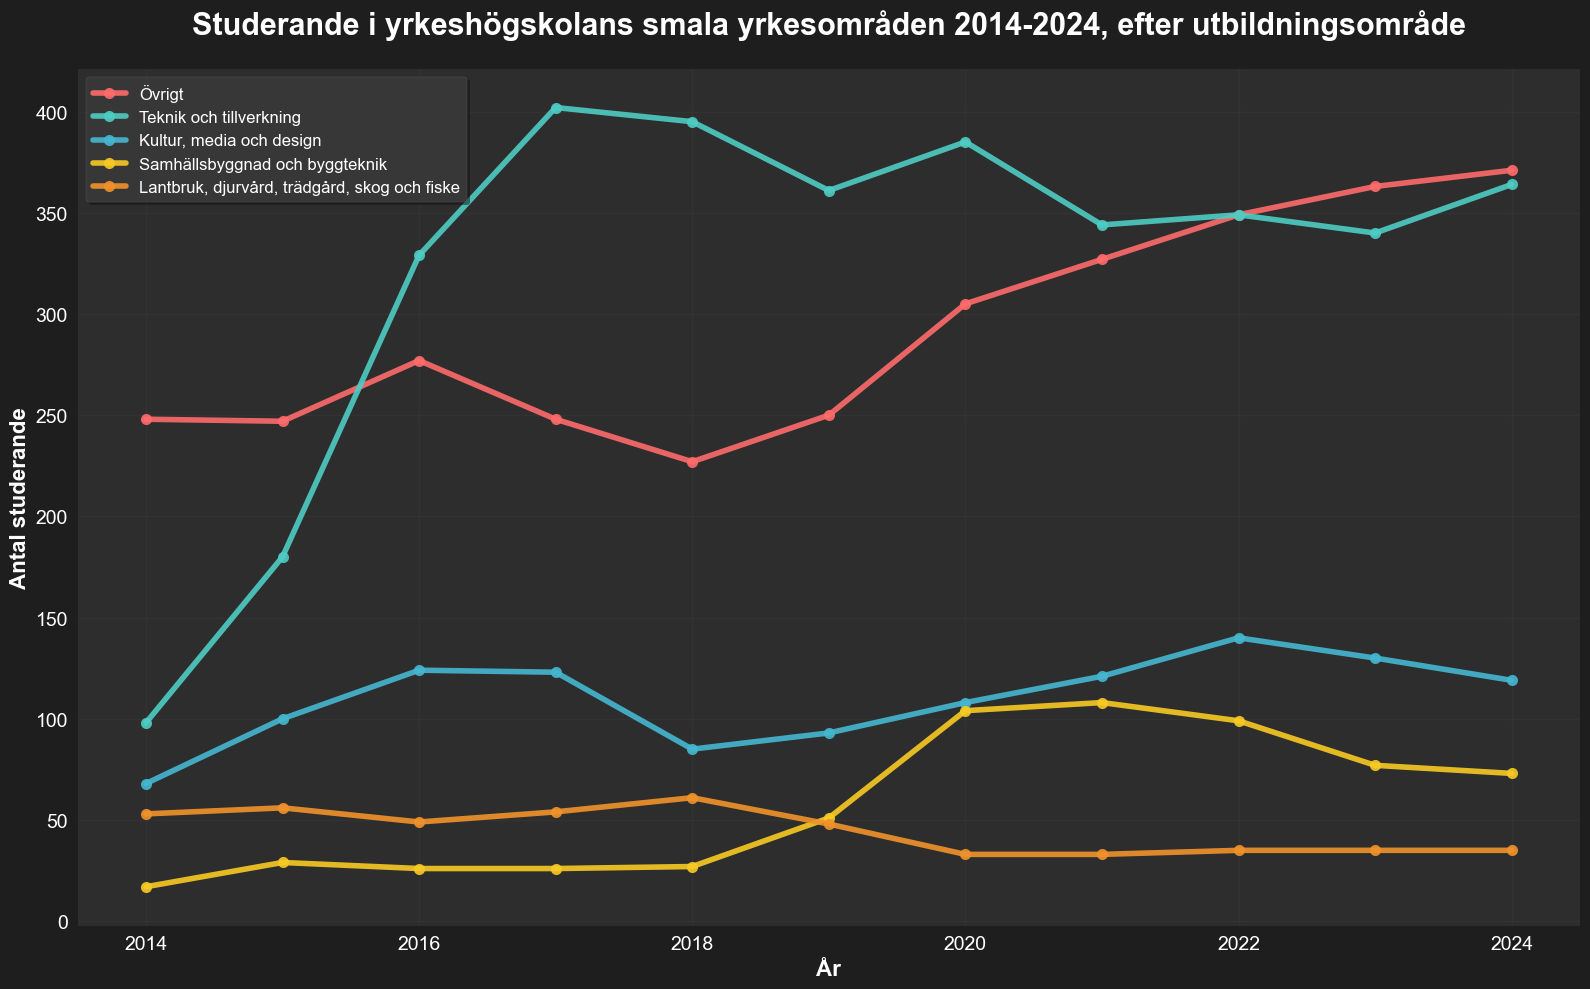 Studerande i yrkeshögskolans smala yrkesområden 2014-2024, efter utbildningsområde
Övrigt
Teknik och tillverkning
Kultur, media och design
Samhällsbyggnad och byggteknik
Lantbruk, djurvård, trädgård, skog och fiske
Antal studerande
400
350
300
250
200
150
100
50
0
2014 2016 2018 2020 2022 2024
År